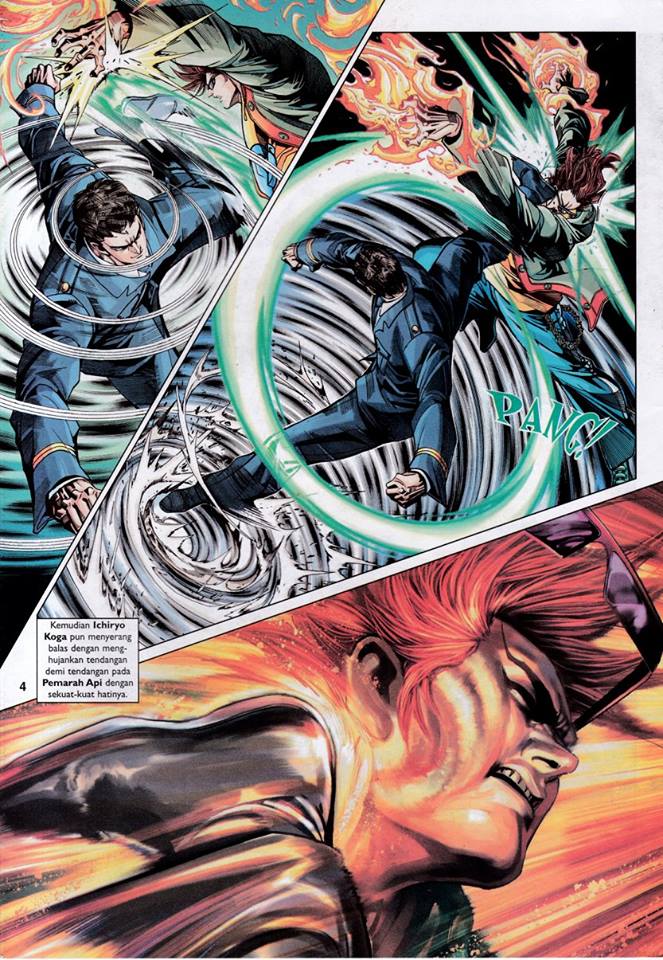 PANG!
Kemudian Ichiryo
Koga pun menyerang
balas dengan meng-
hujankan tendangan
demi tendangan pada
Pemarah Api dengan
sekuat-kuat hatinya.
4